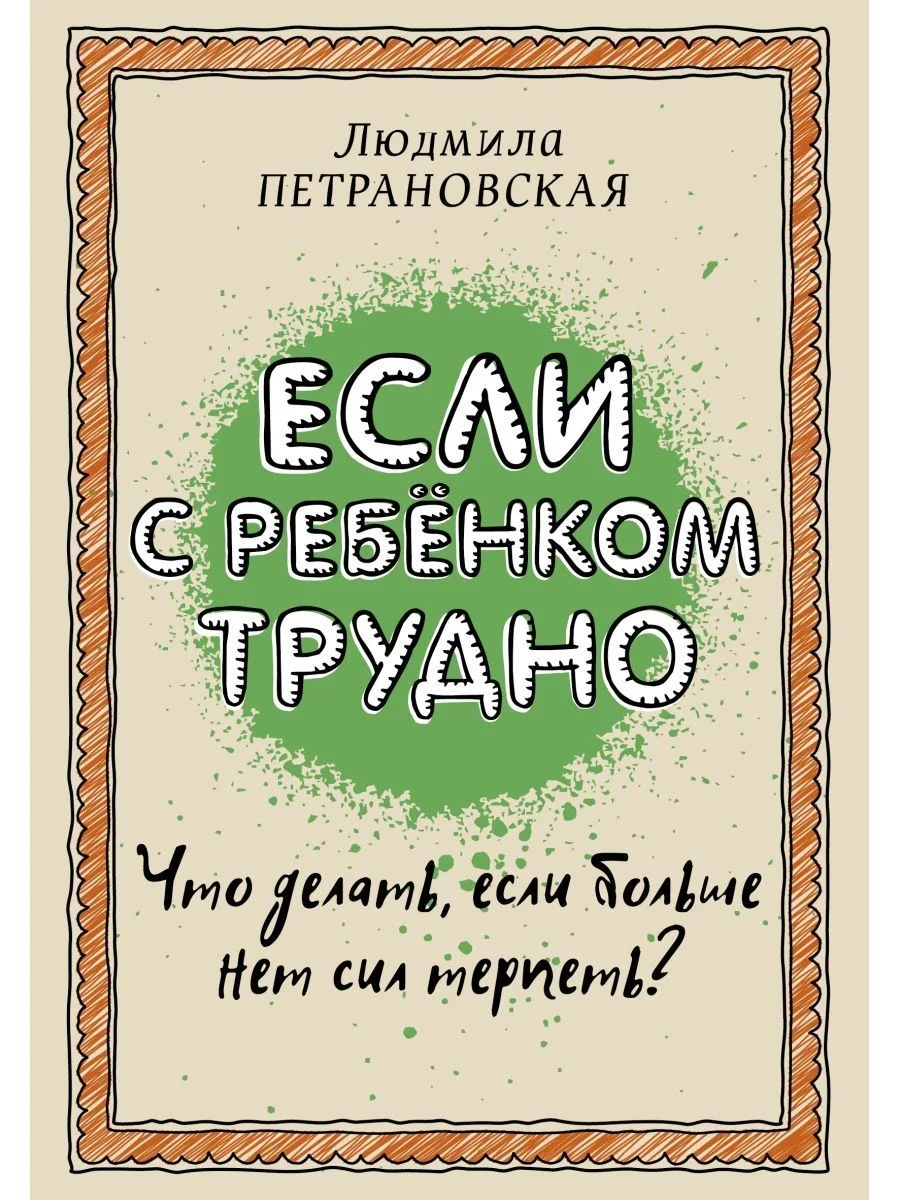 Людмила
ПЕТРАНОВСКАЯ
ЕСЛИ
С РЕБЁНКОМ
ТРУДНО
Что делать, если больше
нет сил терпеть?